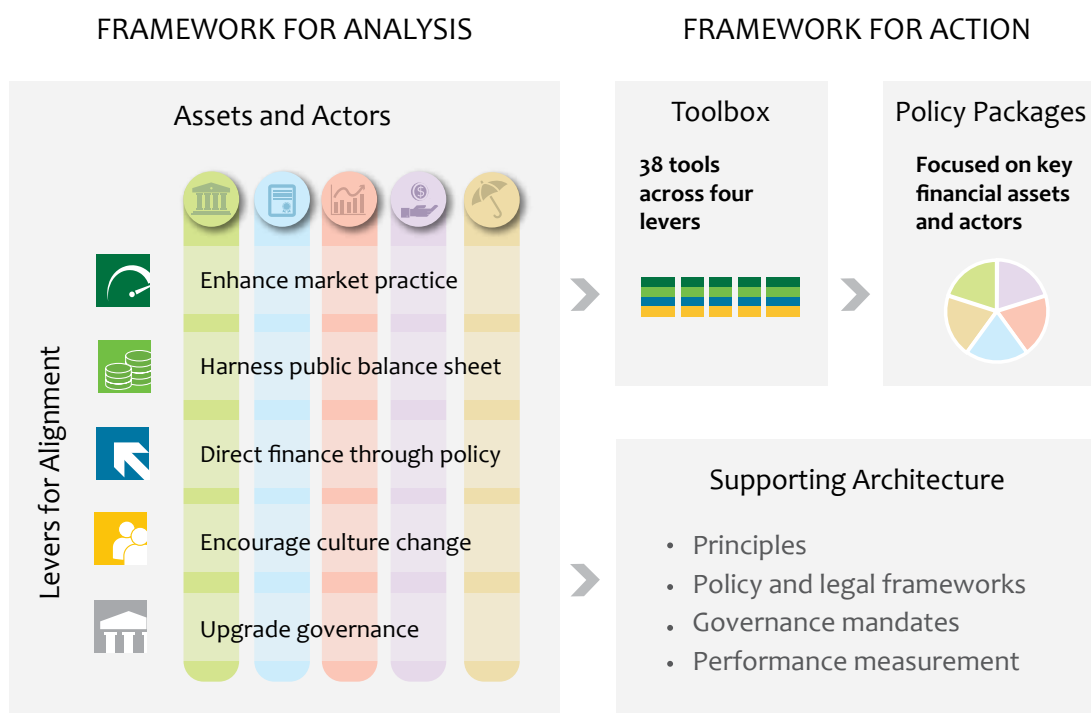 FRAMEWORK FOR ANALYSIS
Assets and Actors
$
Levers for Alignment
Enhance market practice
Harness public balance sheet
Direct finance through policy
Encourage culture change
Upgrade governance
FRAMEWORK FOR ACTION
Toolbox
38 tools
across four
levers
Policy Packages
Focused on key
financial assets
and actors
Supporting Architecture
• Principles
• Policy and legal frameworks
• Governance mandates
• Performance measurement